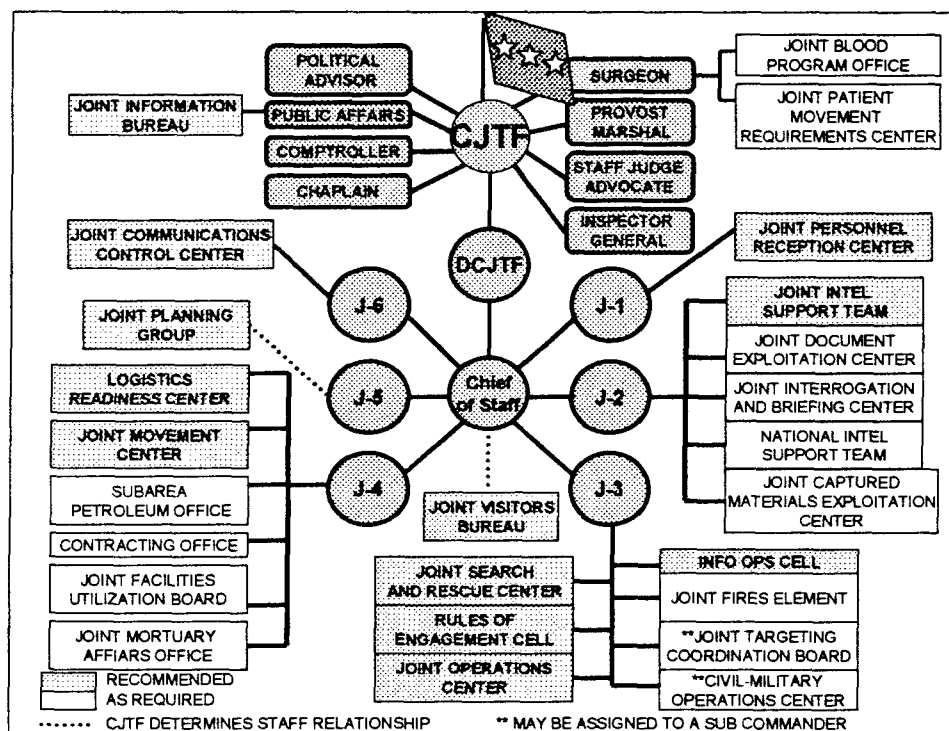 POLITICAL
ADVISOR
PUBLIC AFFAIRS
COMPTROLLER
CHAPLAIN
JOINT INFORMATION
BUREAU
CJTF
SURGEON
PROVOST
MARSHAL
STAFF JUDGE
ADVOCATE
INSPECTOR
GENERAL
JOINT BLOOD
PROGRAM OFFICE
JOINT PATIENT
MOVEMENT
REQUIREMENTS CENTER
DCJTF
JOINT COMMUNICATIONS
CONTROL CENTER
JOINT PERSONNEL
RECEPTION CENTER
J-6
J-1
JOINT PLANNING
GROUP
J-5
Chief
of Staff
J-2
JOINT INTEL
SUPPORT TEAM
JOINT DOCUMENT
EXPLOITATION CENTER
JOINT INTERROGATION
AND BRIEFING CENTER
NATIONAL INTEL
SUPPORT TEAM
JOINT CAPTURED
MATERIALS EXPLOITATION
CENTER
LOGISTICS
READINESS CENTER
JOINT MOVEMENT
CENTER
SUBAREA
PETROLEUM OFFICE
CONTRACTING OFFICE
JOINT FACILITIES
UTILIZATION BOARD
JOINT MORTUARY
AFFIARS OFFICE
J-4
JOINT VISITORS
BUREAU
J-3
JOINT SEARCH
AND RESCUE CENTER
RULES OF
ENGAGEMENT CELL
JOINT OPERATIONS
CENTER
INFO OPS CELL
JOINT FIRES ELEMENT
**JOINT TARGETING
COORDINATION BOARD
**CIVIL-MILITARY
OPERATIONS CENTER
RECOMMENDED
AS REQUIRED
CJTF DETERMINES STAFF RELATIONSHIP
** MAY BE ASSIGNED TO A SUB COMMANDER